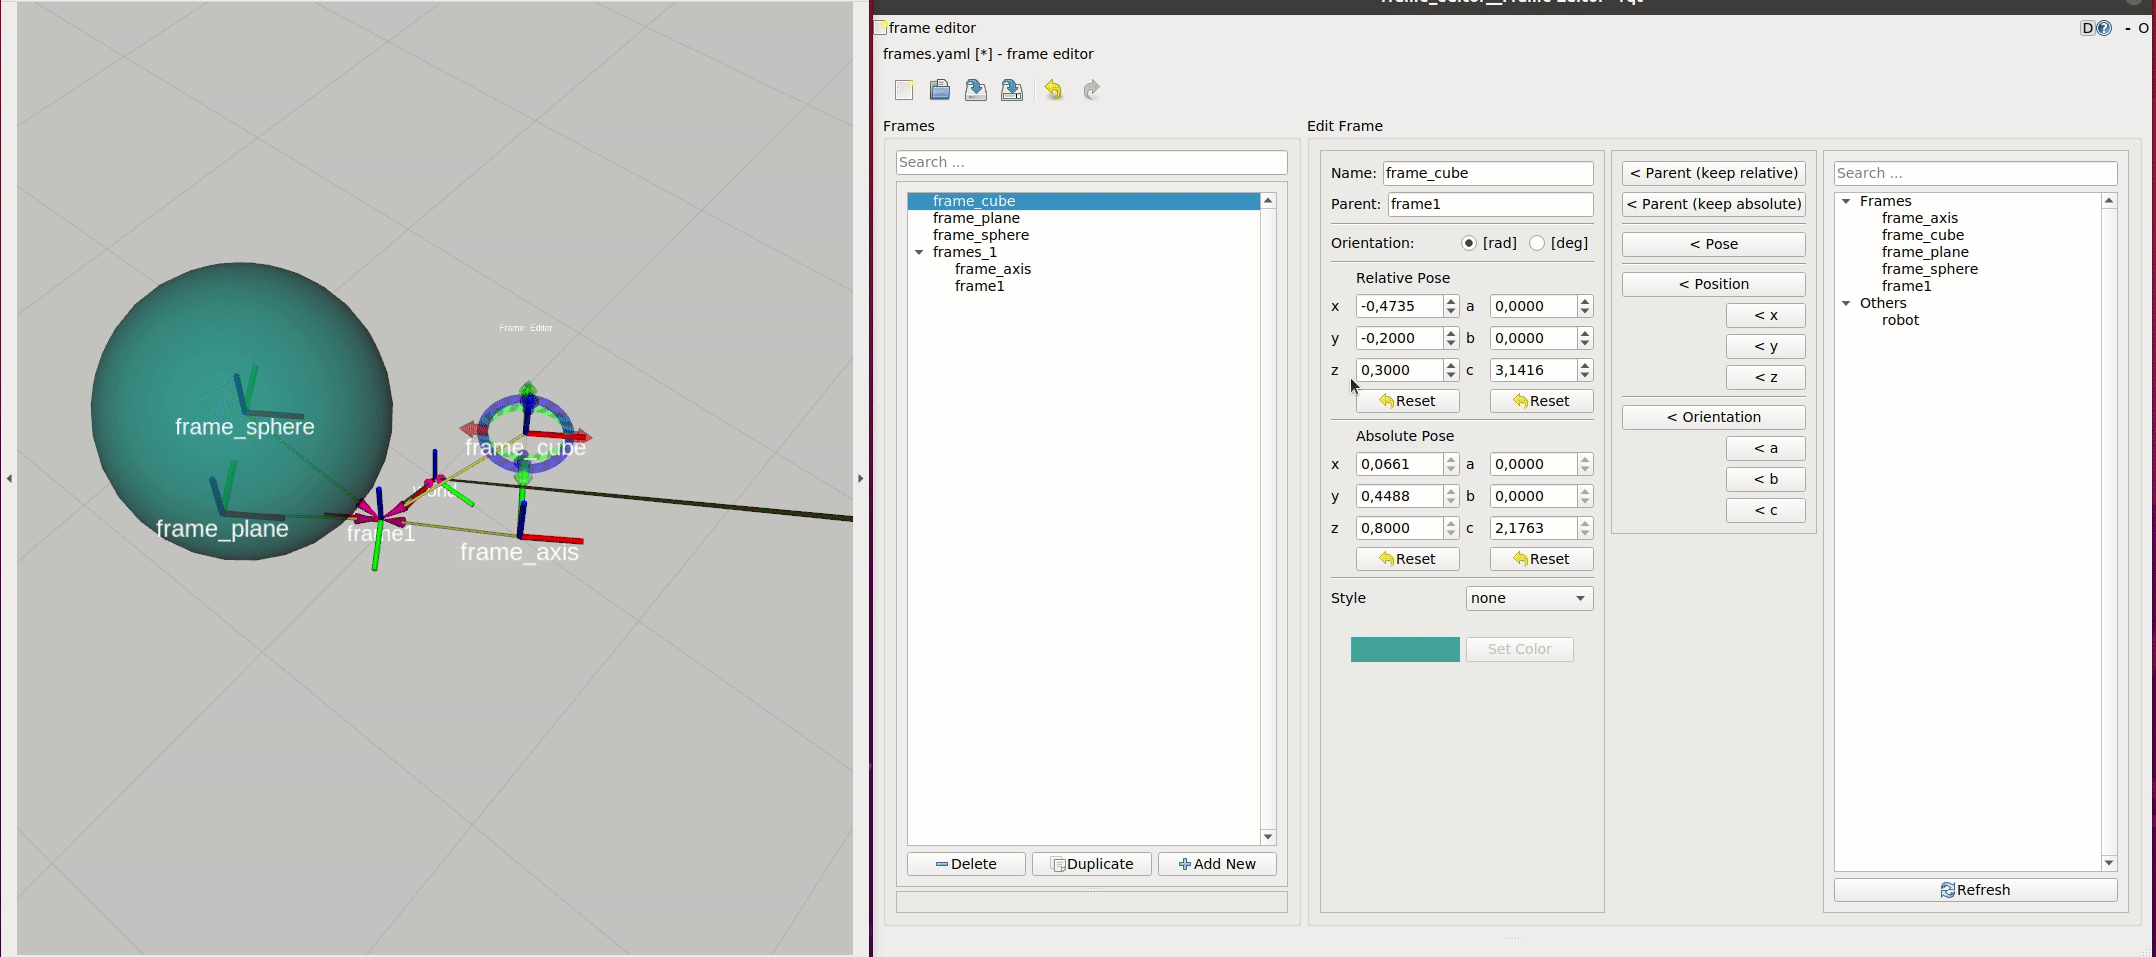 frame_sphere
frame_plane
frame1
world
frame_cube
frame_axis
Frame Editor
frame_editor__Frame Editor - rqt
frame editor
D
- O
frames.yaml [*] - frame editor
Frames
Search ...
frame_cube
frame_plane
frame_sphere
frames_1
frame_axis
frame1
Delete
Duplicate
Add New
Edit Frame
Name: frame_cube
Parent: frame1
Orientation: [rad] [deg]
Relative Pose
x -0,4735 a 0,0000
y -0,2000 b 0,0000
z 0,3000 c 3,1416
Reset Reset
Absolute Pose
x 0,0661 a 0,0000
y 0,4488 b 0,0000
z 0,8000 c 2,1763
Reset Reset
Style none
Set Color
< Parent (keep relative)
< Parent (keep absolute)
< Pose
< Position
< x
< y
< z
< Orientation
< a
< b
< c
Search ...
Frames
frame_axis
frame_cube
frame_plane
frame_sphere
frame1
Others
robot
Refresh